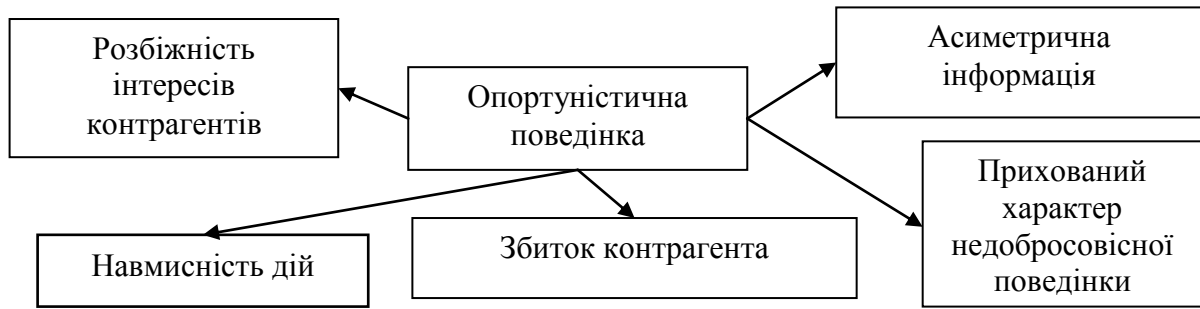 Розбіжність
інтересів
контрагентів
Опортуністична
поведінка
Асиметрична
інформація
Навмисність дій
Збиток контрагента
Прихований
характер
недобросовісної
поведінки